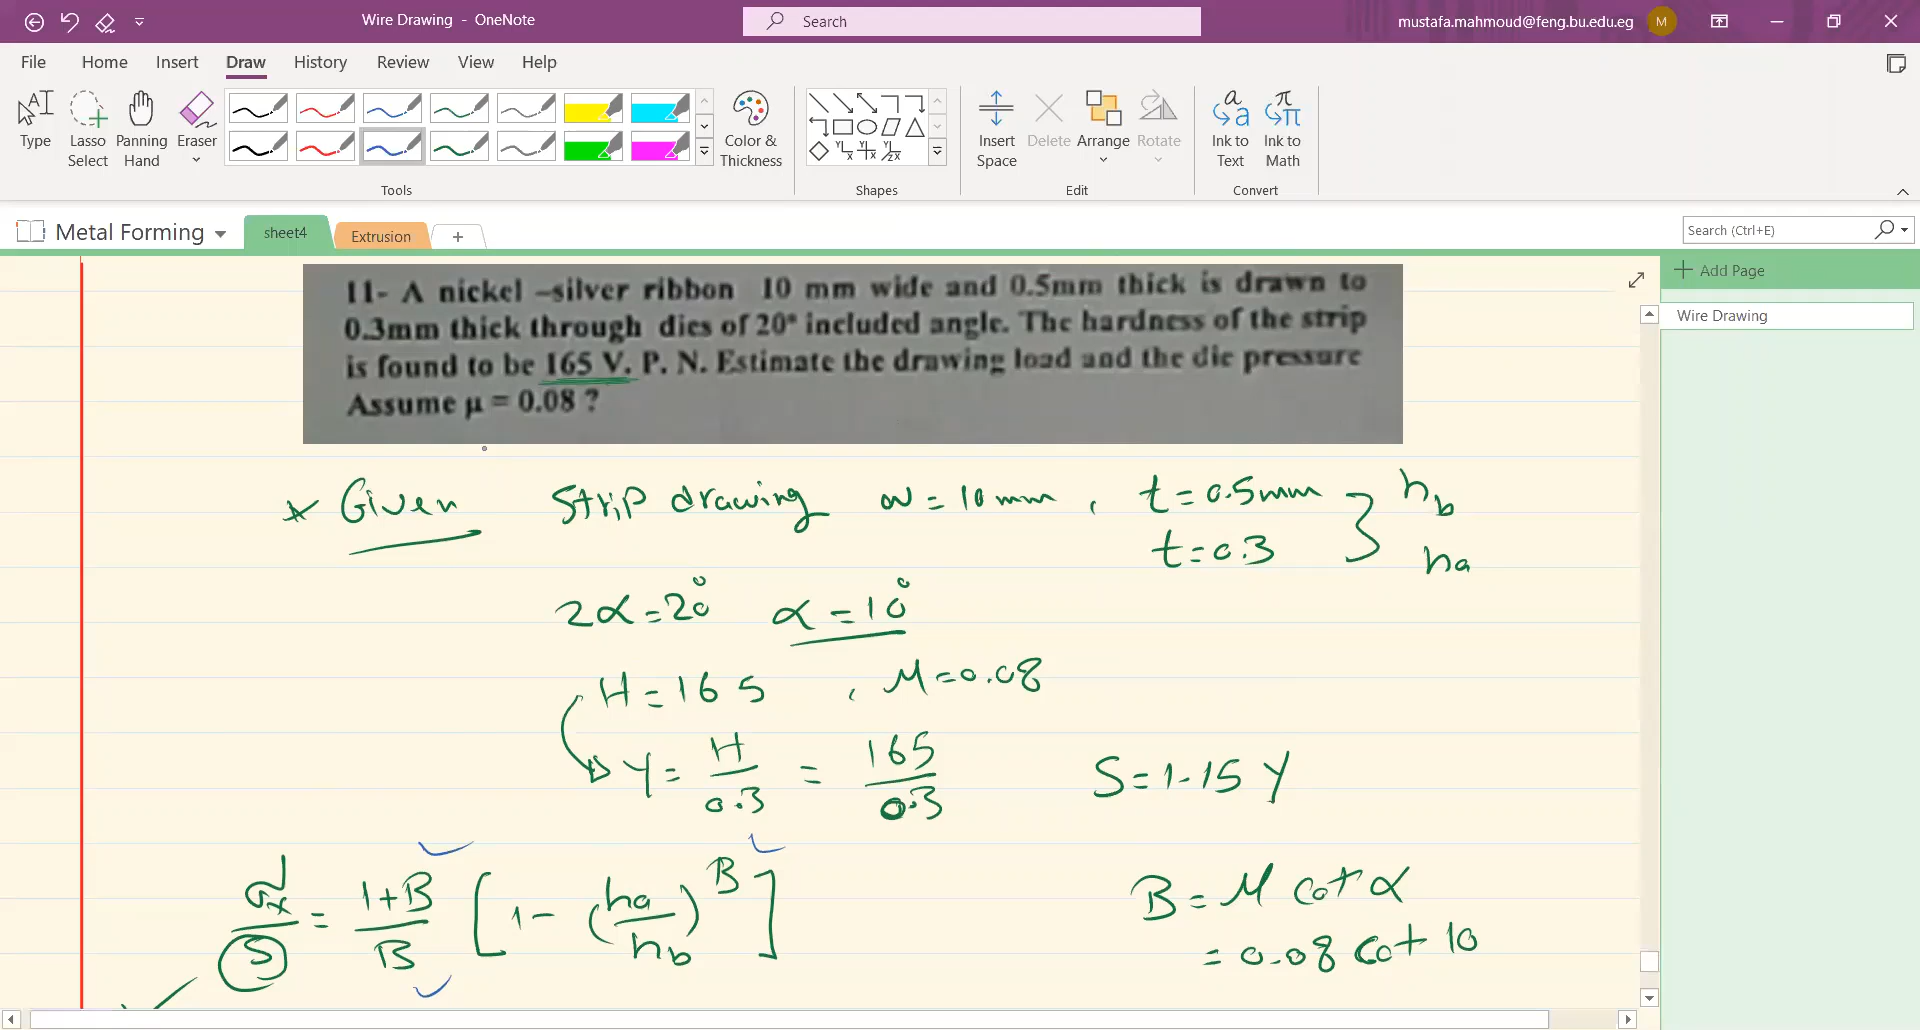 Wire Drawing - OneNote
Search
mustafa.mahmoud@feng.bu.edu.eg
M
File Home Insert Draw History Review View Help
Type
Lasso Select
Panning Hand
Eraser
Color & Thickness
Insert Space
Delete
Arrange
Rotate
Ink to Text
Ink to Math
Tools
Shapes
Edit
Convert
Metal Forming
sheet4
Extrusion
Search (Ctrl+E)
Add Page
Wire Drawing
11- A nickel –silver ribbon 10 mm wide and 0.5mm thick is drawn to
0.3mm thick through dies of 20° included angle. The hardness of the strip
is found to be 165 V. P. N. Estimate the drawing load and the die pressure
Assume μ = 0.08 ?
* Given Strip drawing w = 10 mm , t = 0.5mm } hb
t = 0.3 ha
2α = 20° α = 10°
H = 165 , M = 0.08
Y = H / 0.3 = 165 / 0.3 S = 1.15 Y
σxd / S = 1+B / B [ 1 - (ha / hb)^B ] B = M cot α
= 0.08 cot 10